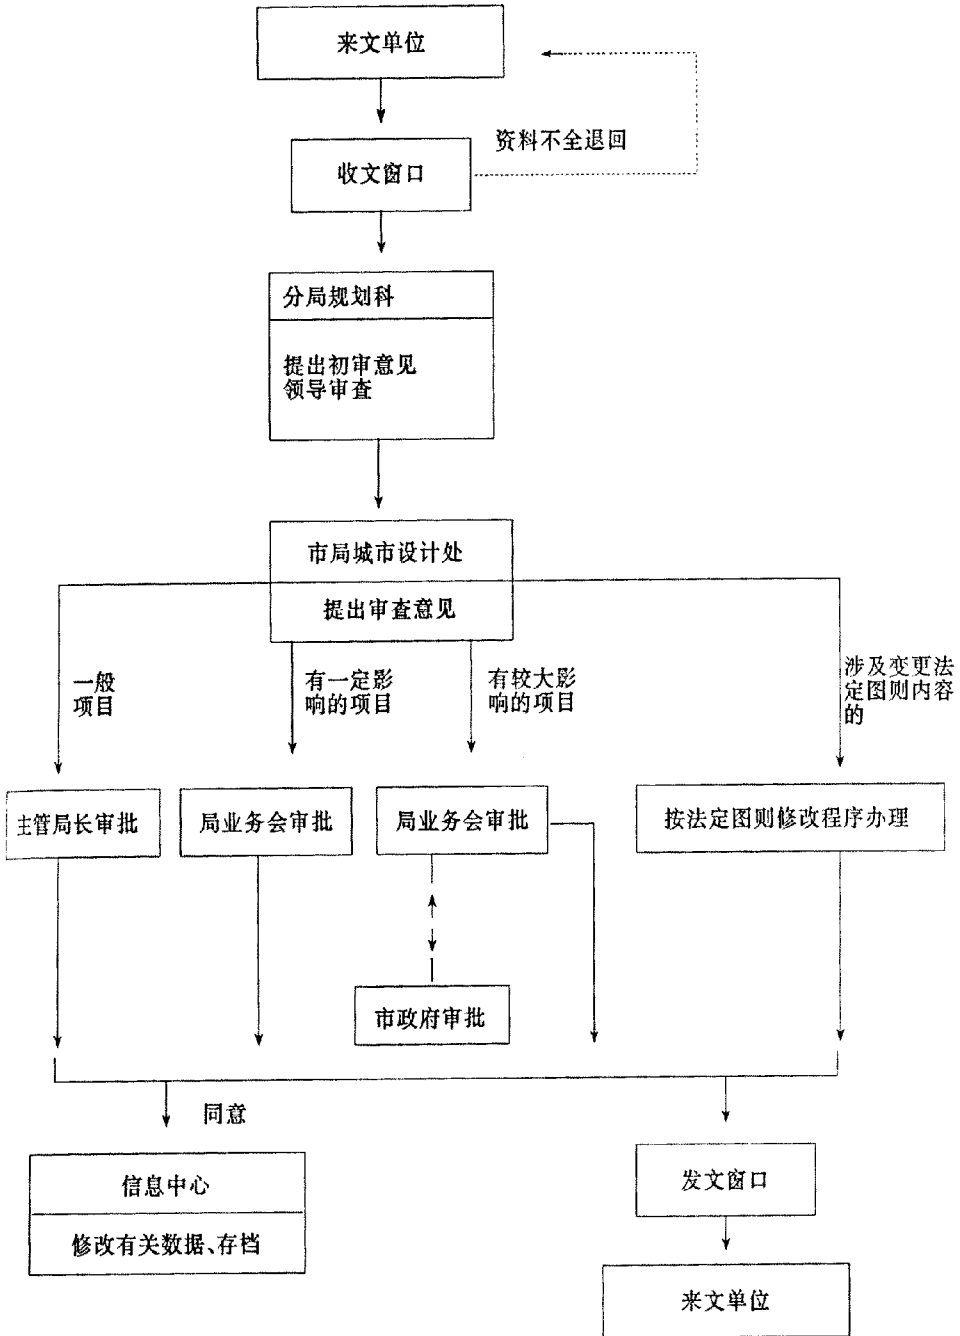 来文单位
资料不全退回
收文窗口
分局规划科
提出初审意见
领导审查
市局城市设计处
提出审查意见
一般
项目
有一定影
响的项目
有较大影
响的项目
涉及变更法
定图则内容
的
主管局长审批
局业务会审批
局业务会审批
按法定图则修改程序办理
市政府审批
同意
信息中心
修改有关数据、存档
发文窗口
来文单位